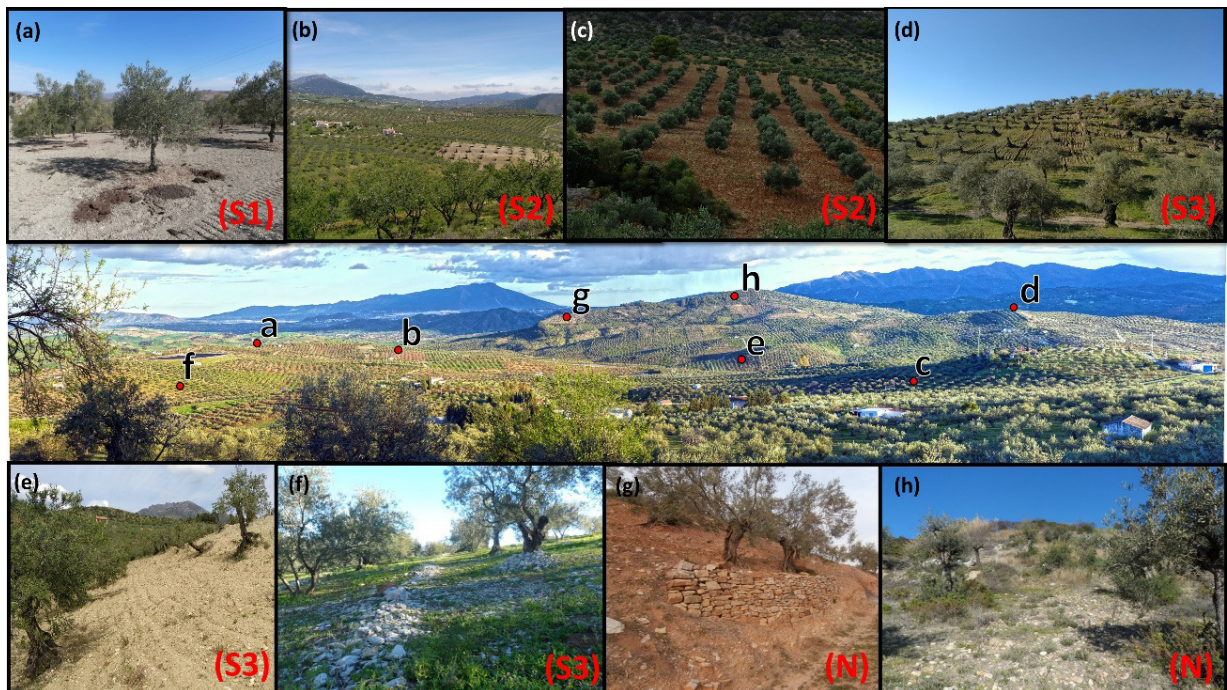 (a)
(S1)
(b)
(S2)
(c)
(S2)
(d)
(S3)
a
b
g
h
d
e
f
c
(e)
(S3)
(f)
(S3)
(g)
(N)
(h)
(N)